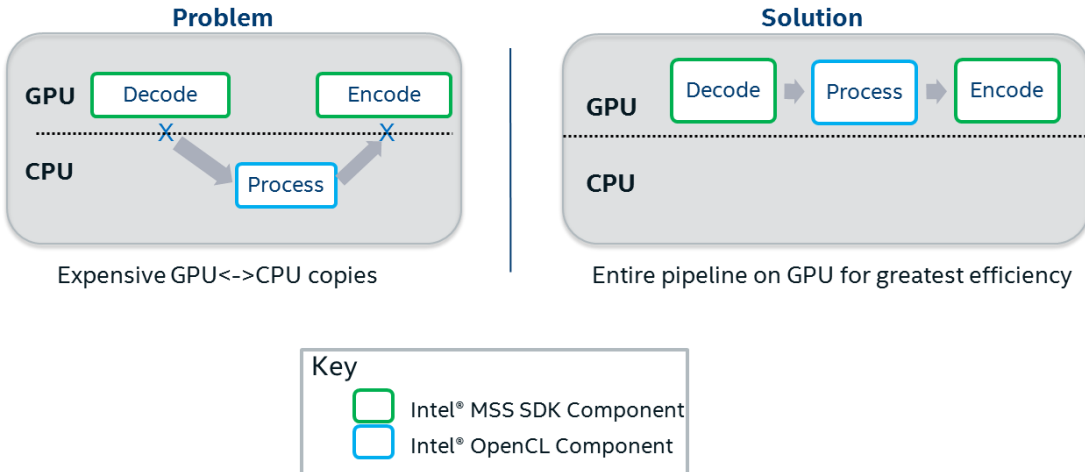 Problem
GPU
Decode
Encode
X
X
CPU
Process
Expensive GPU<->CPU copies
Solution
GPU
Decode
Process
Encode
CPU
Entire pipeline on GPU for greatest efficiency
Key
Intel® MSS SDK Component
Intel® OpenCL Component